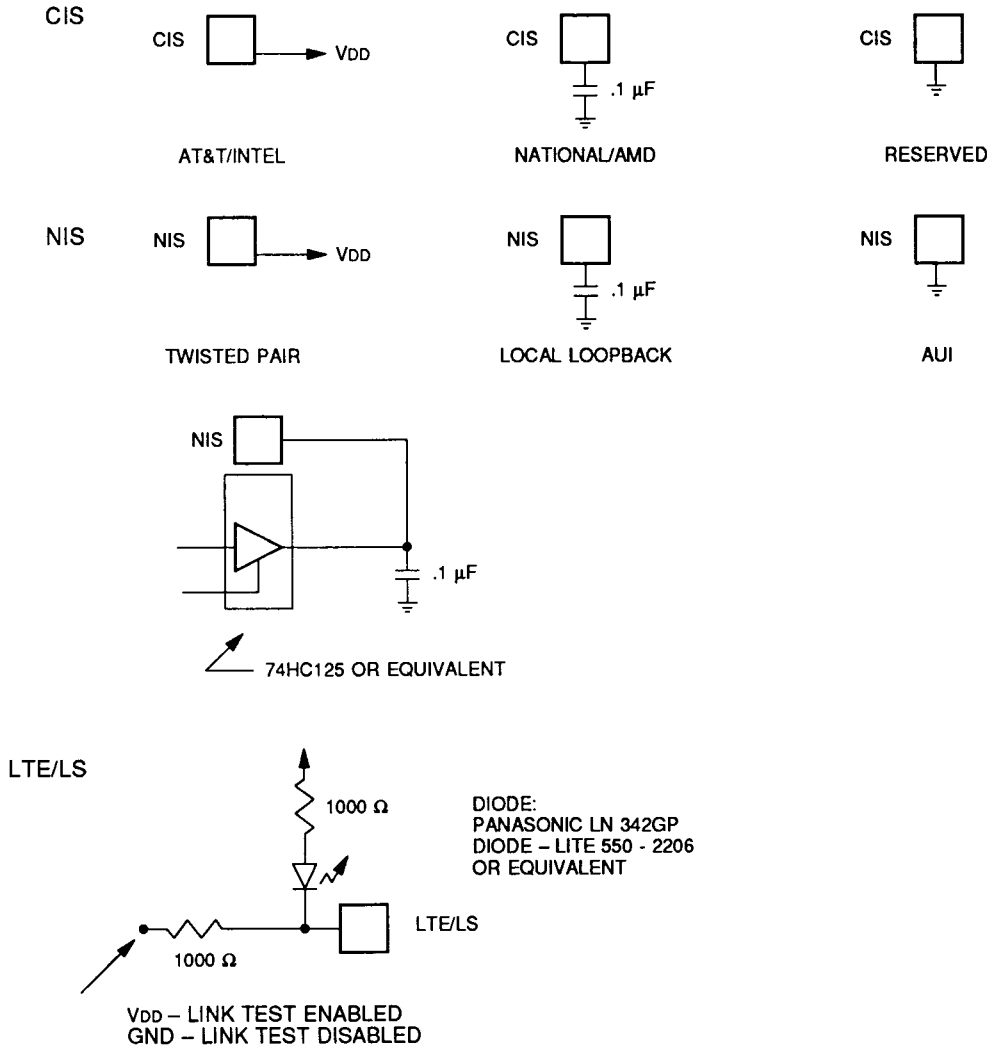 CIS
CIS
VDD
AT&T/INTEL
CIS
.1 μF
NATIONAL/AMD
CIS
RESERVED
NIS
NIS
VDD
TWISTED PAIR
NIS
.1 μF
LOCAL LOOPBACK
NIS
AUI
NIS
.1 μF
74HC125 OR EQUIVALENT
LTE/LS
1000 Ω
DIODE:
PANASONIC LN 342GP
DIODE – LITE 550 - 2206
OR EQUIVALENT
LTE/LS
1000 Ω
VDD – LINK TEST ENABLED
GND – LINK TEST DISABLED